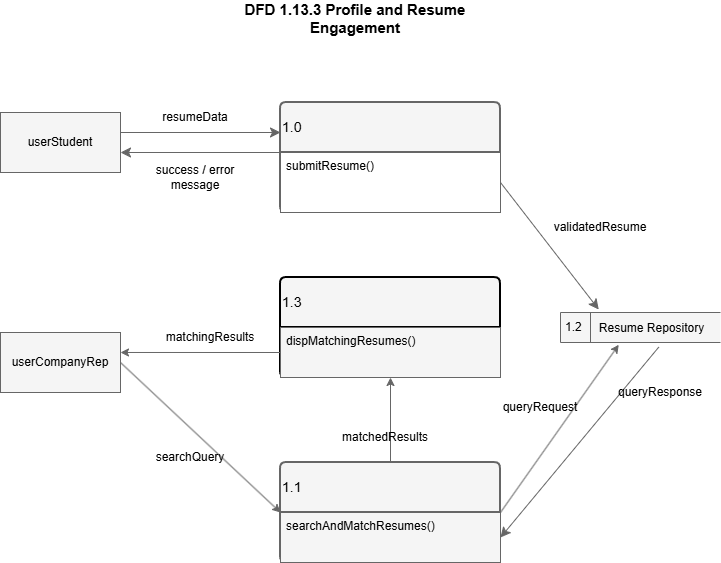 DFD 1.13.3 Profile and Resume
Engagement
resumeData
1.0
userStudent
submitResume()
success / error
message
validatedResume
1.3
1.2
Resume Repository
matchingResults
dispMatchingResumes()
userCompanyRep
queryResponse
queryRequest
matchedResults
searchQuery
1.1
searchAndMatchResumes()